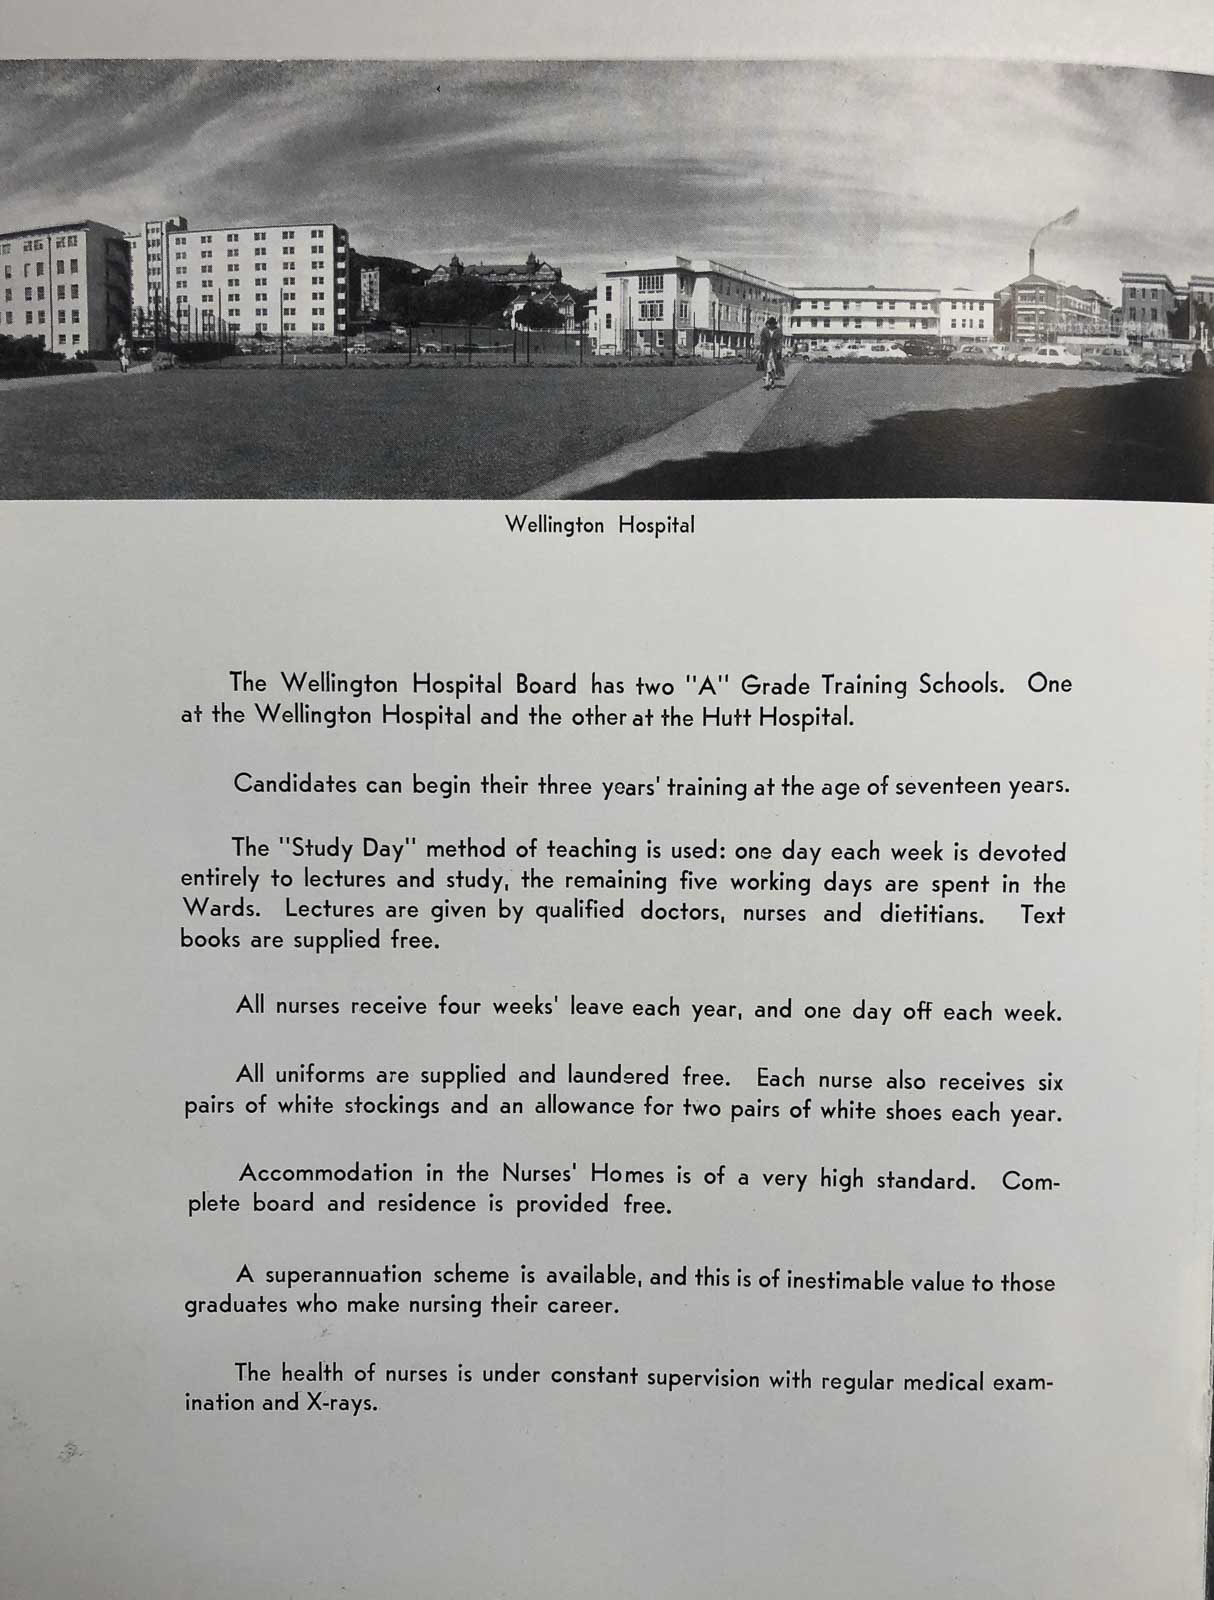 Wellington Hospital
The Wellington Hospital Board has two "A" Grade Training Schools. One
at the Wellington Hospital and the other at the Hutt Hospital.
Candidates can begin their three years' training at the age of seventeen years.
The "Study Day" method of teaching is used: one day each week is devoted
entirely to lectures and study, the remaining five working days are spent in the
Wards. Lectures are given by qualified doctors, nurses and dietitians. Text
books are supplied free.
All nurses receive four weeks' leave each year, and one day off each week.
All uniforms are supplied and laundered free. Each nurse also receives six
pairs of white stockings and an allowance for two pairs of white shoes each year.
Accommodation in the Nurses' Homes is of a very high standard. Com-
plete board and residence is provided free.
A superannuation scheme is available, and this is of inestimable value to those
graduates who make nursing their career.
The health of nurses is under constant supervision with regular medical exam-
ination and X-rays.